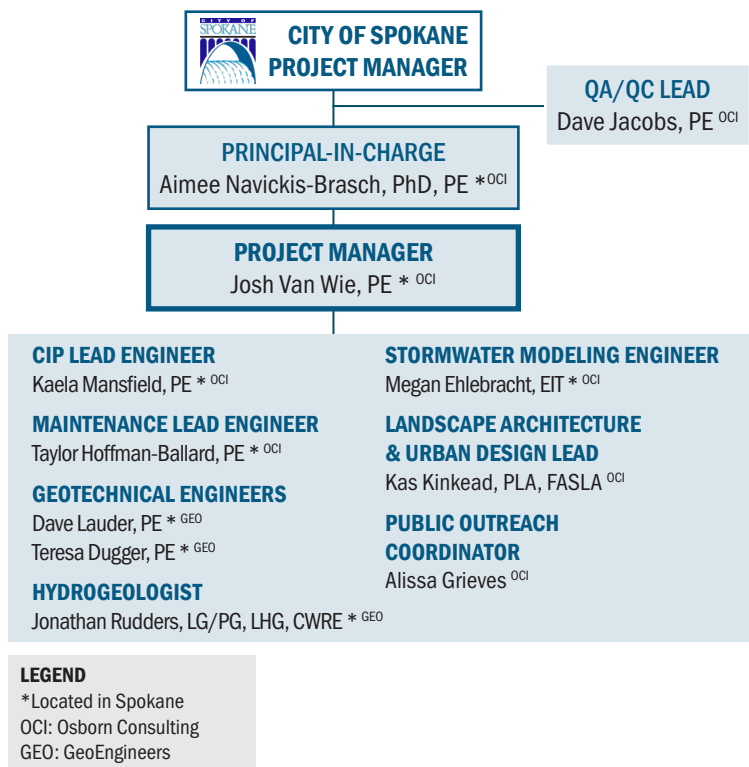 CITY OF
SPOKANE
CITY OF SPOKANE
PROJECT MANAGER
QA/QC LEAD
Dave Jacobs, PE OCI
PRINCIPAL-IN-CHARGE
Aimee Navickis-Brasch, PhD, PE *OCI
PROJECT MANAGER
Josh Van Wie, PE * OCI
CIP LEAD ENGINEER
Kaela Mansfield, PE * OCI
MAINTENANCE LEAD ENGINEER
Taylor Hoffman-Ballard, PE * OCI
GEOTECHNICAL ENGINEERS
Dave Lauder, PE * GEO
Teresa Dugger, PE * GEO
HYDROGEOLOGIST
Jonathan Rudders, LG/PG, LHG, CWRE * GEO
STORMWATER MODELING ENGINEER
Megan Ehlebracht, EIT * OCI
LANDSCAPE ARCHITECTURE
& URBAN DESIGN LEAD
Kas Kinkead, PLA, FASLA OCI
PUBLIC OUTREACH
COORDINATOR
Alissa Grieves OCI
LEGEND
*Located in Spokane
OCI: Osborn Consulting
GEO: GeoEngineers